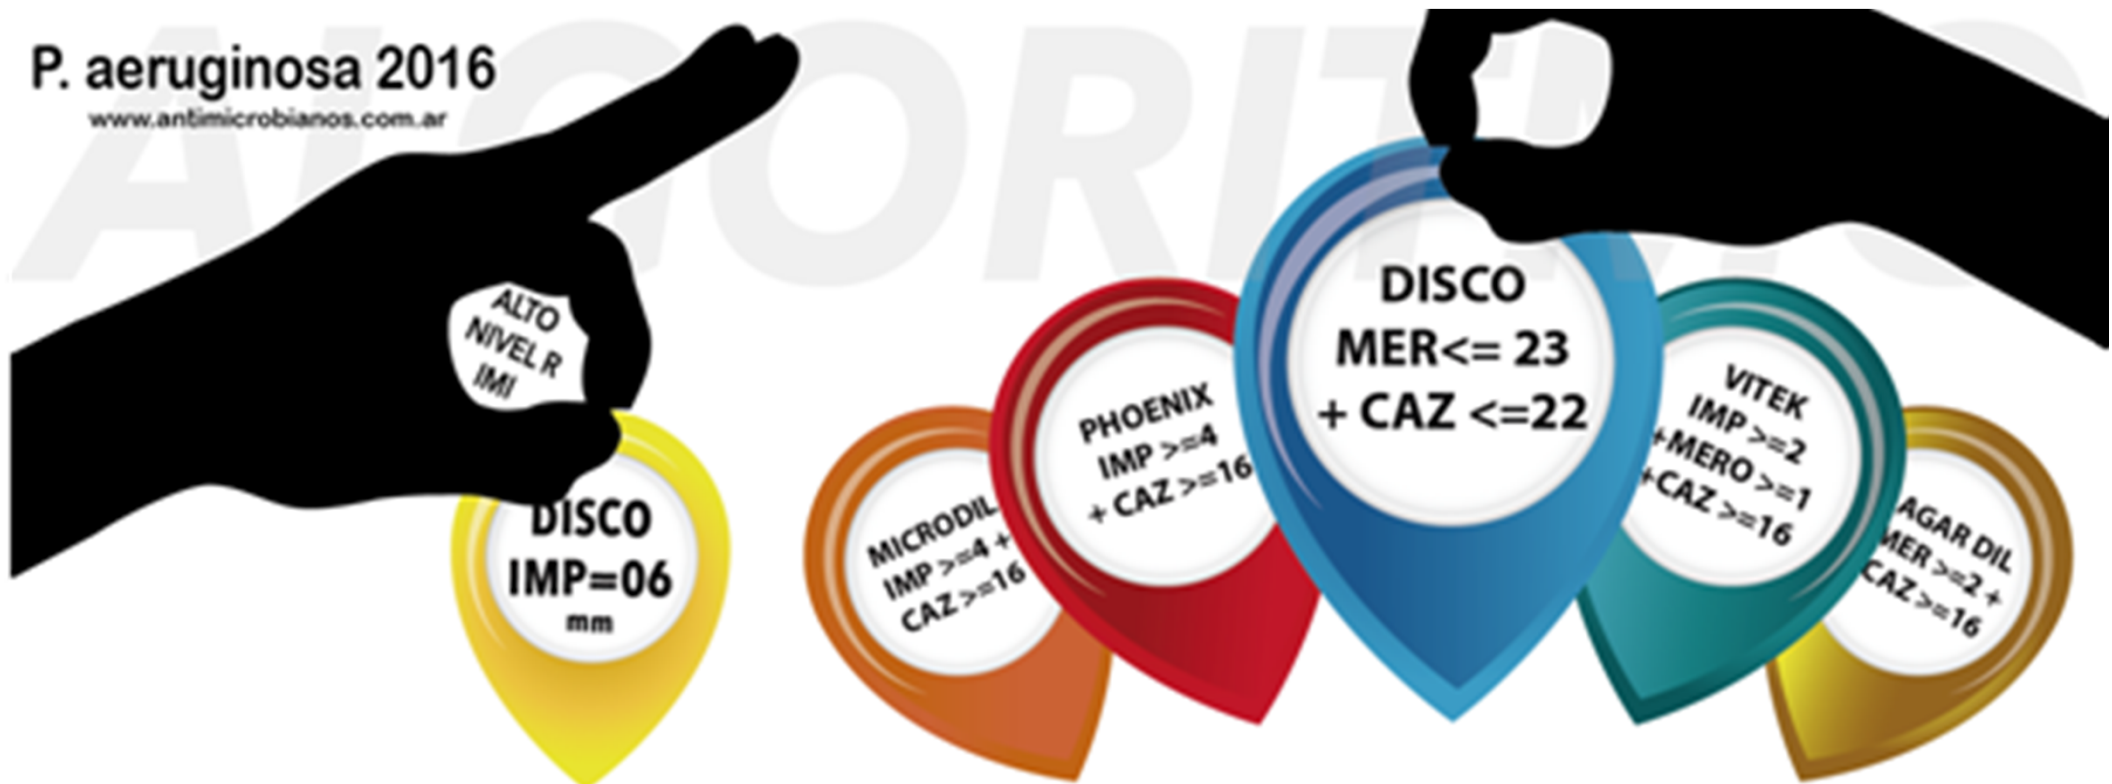 ALGORITMOS
P. aeruginosa 2016
www.antimicrobianos.com.ar
ALTO
NIVEL R
IMI
DISCO
IMP=06
mm
MICRODIL
IMP >=4 +
CAZ >=16
PHOENIX
IMP >=4
+ CAZ >=16
DISCO
MER<= 23
+ CAZ <=22
VITEK
IMP >=2
+MERO >=1
+CAZ >=16
AGAR DIL
MER >=2 +
CAZ >=16